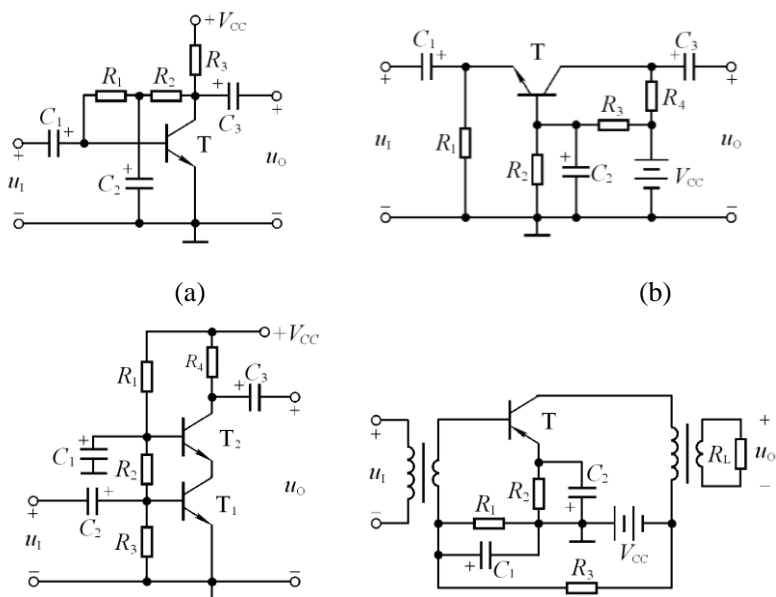 +V_CC
R3
R1 R2
C1 + + C3
T
+ +
uI C2 + uO
− −
(a)
C1 + T + C3
+ +
R4
R3
uI R1 uO
R2 + C2 VCC
− −
(b)
+V_CC
R4
R1 + C3
+
+ T2
C1 R2
+ T1 uO
+ C2
uI R3
− −
T
+ +
uI RL uO
C2
R2 + −
− R1
VCC
+ C1
R3